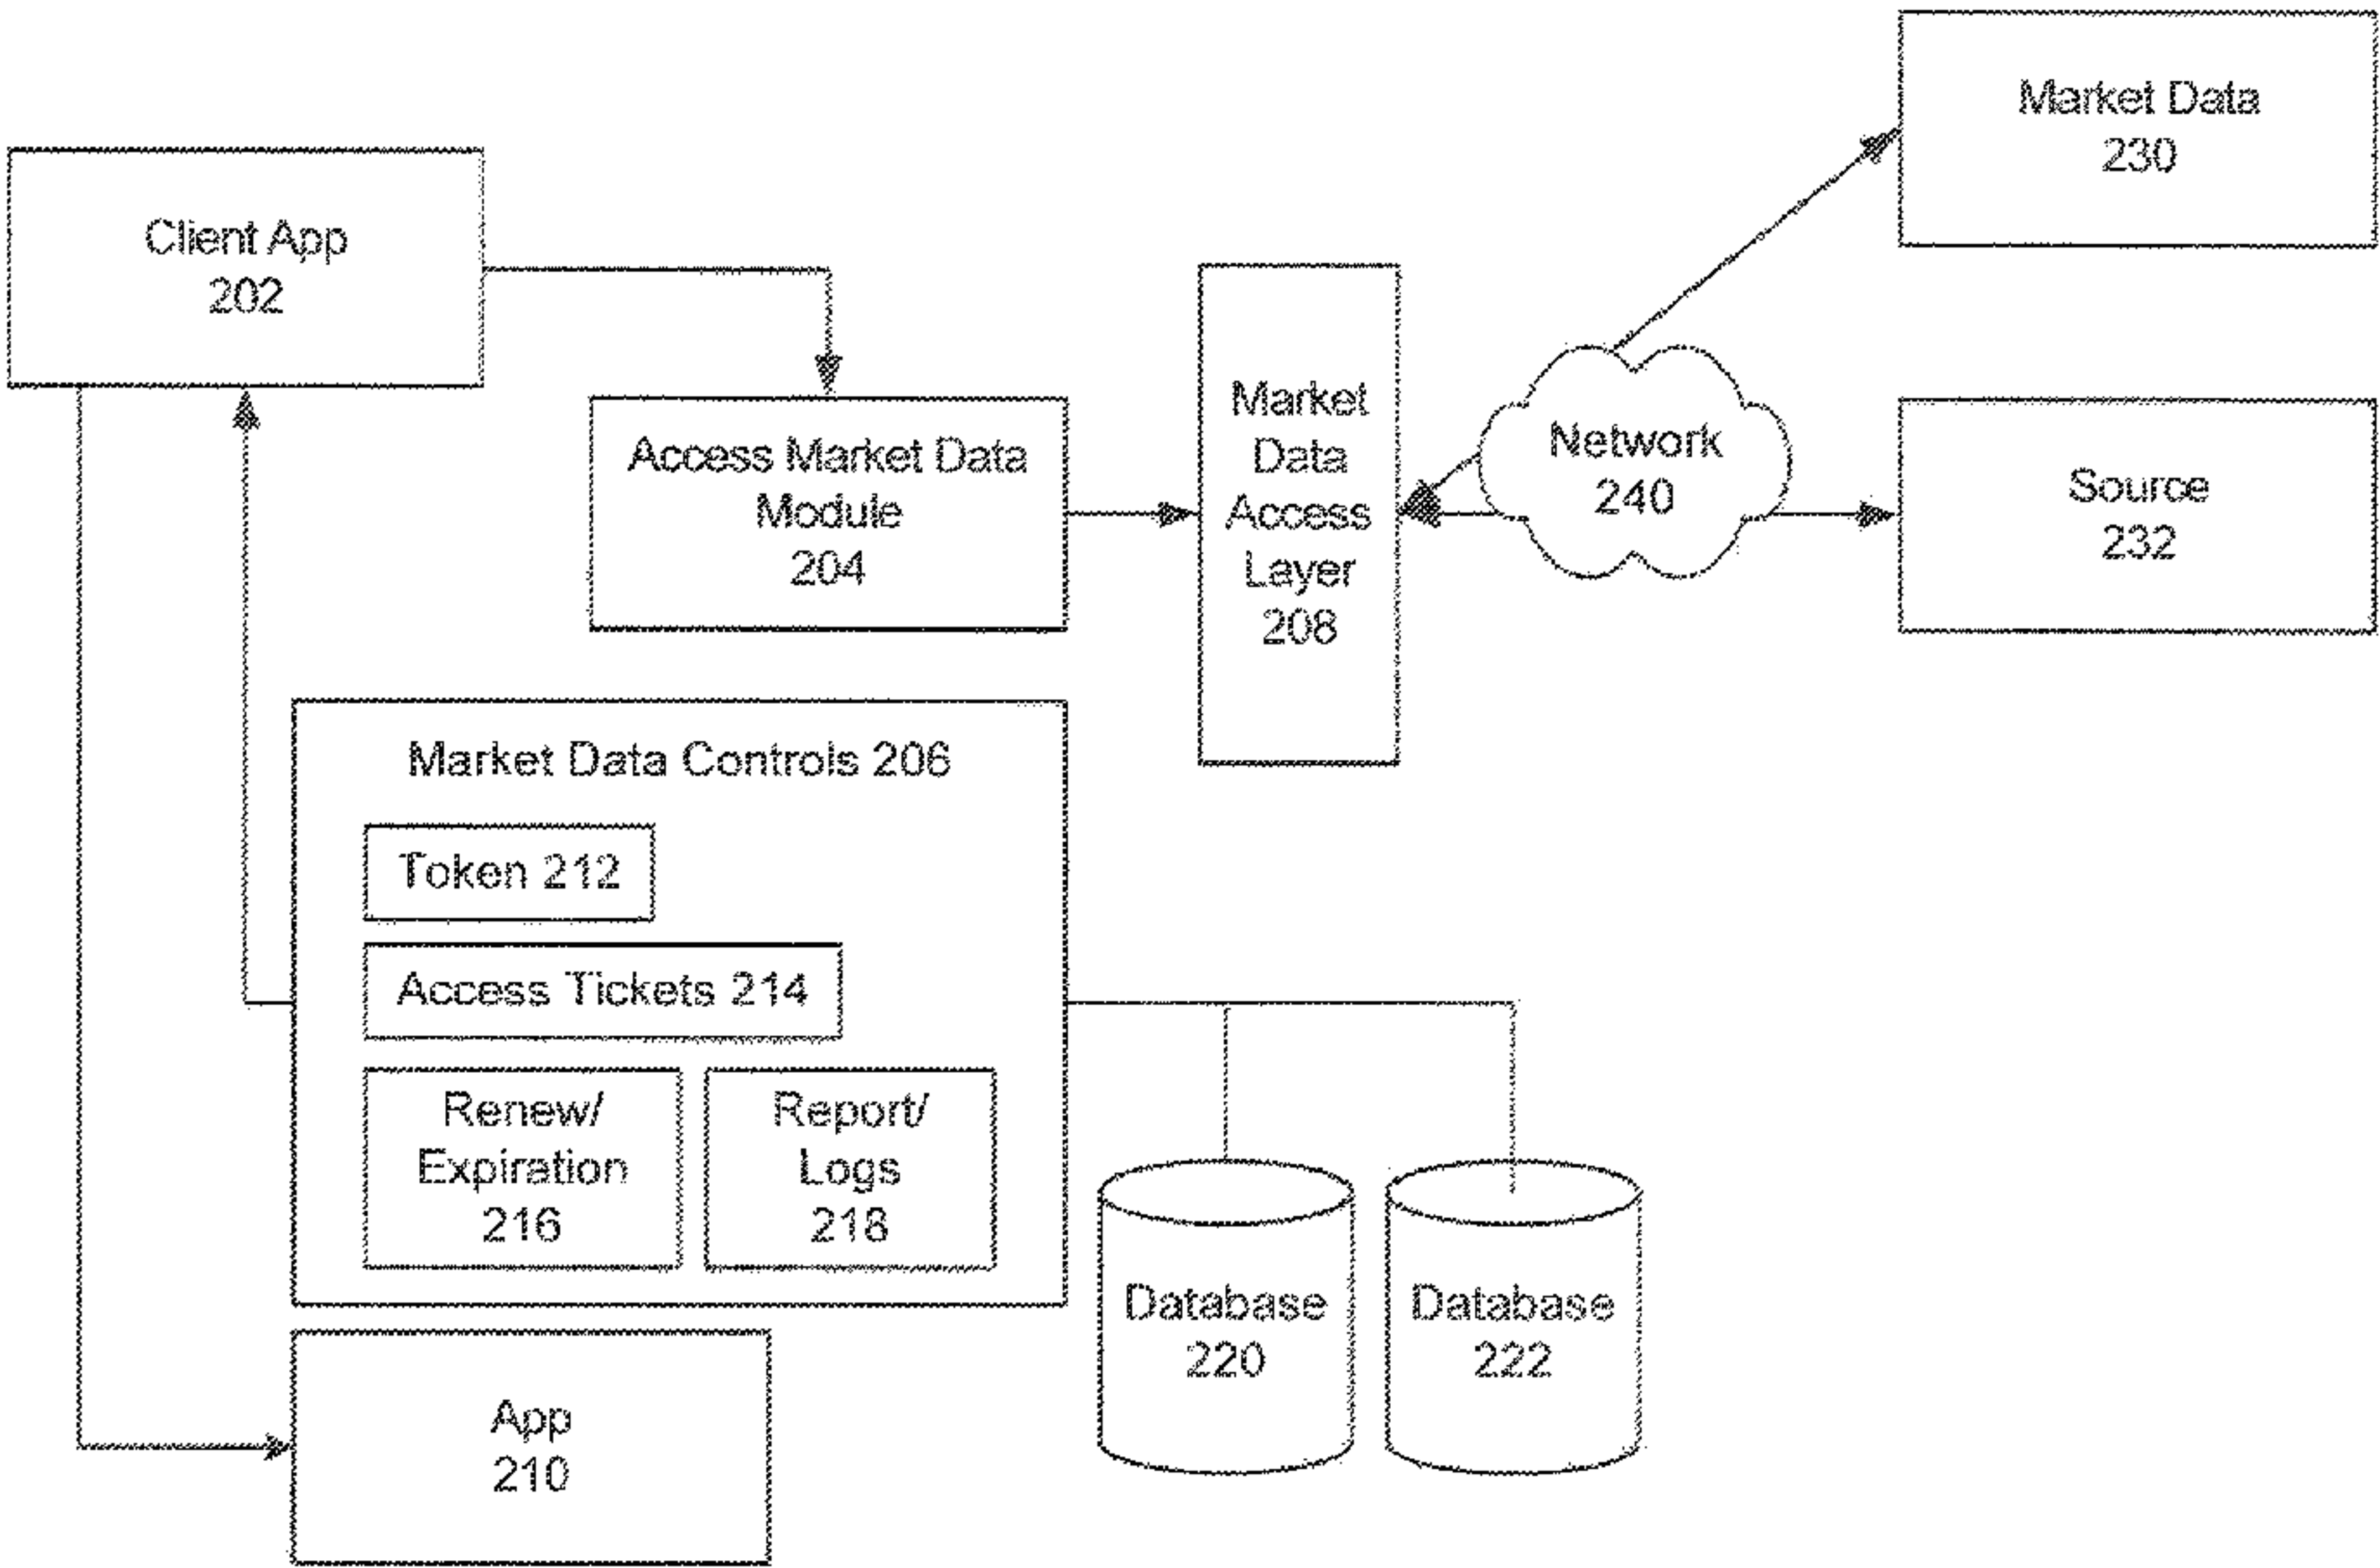 Client App
202
Access Market Data
Module
204
Market
Data
Access
Layer
208
Network
240
Market Data
230
Source
232
Market Data Controls 206
Token 212
Access Tickets 214
Renew/
Expiration
216
Report/
Logs
218
Database
220
Database
222
App
210